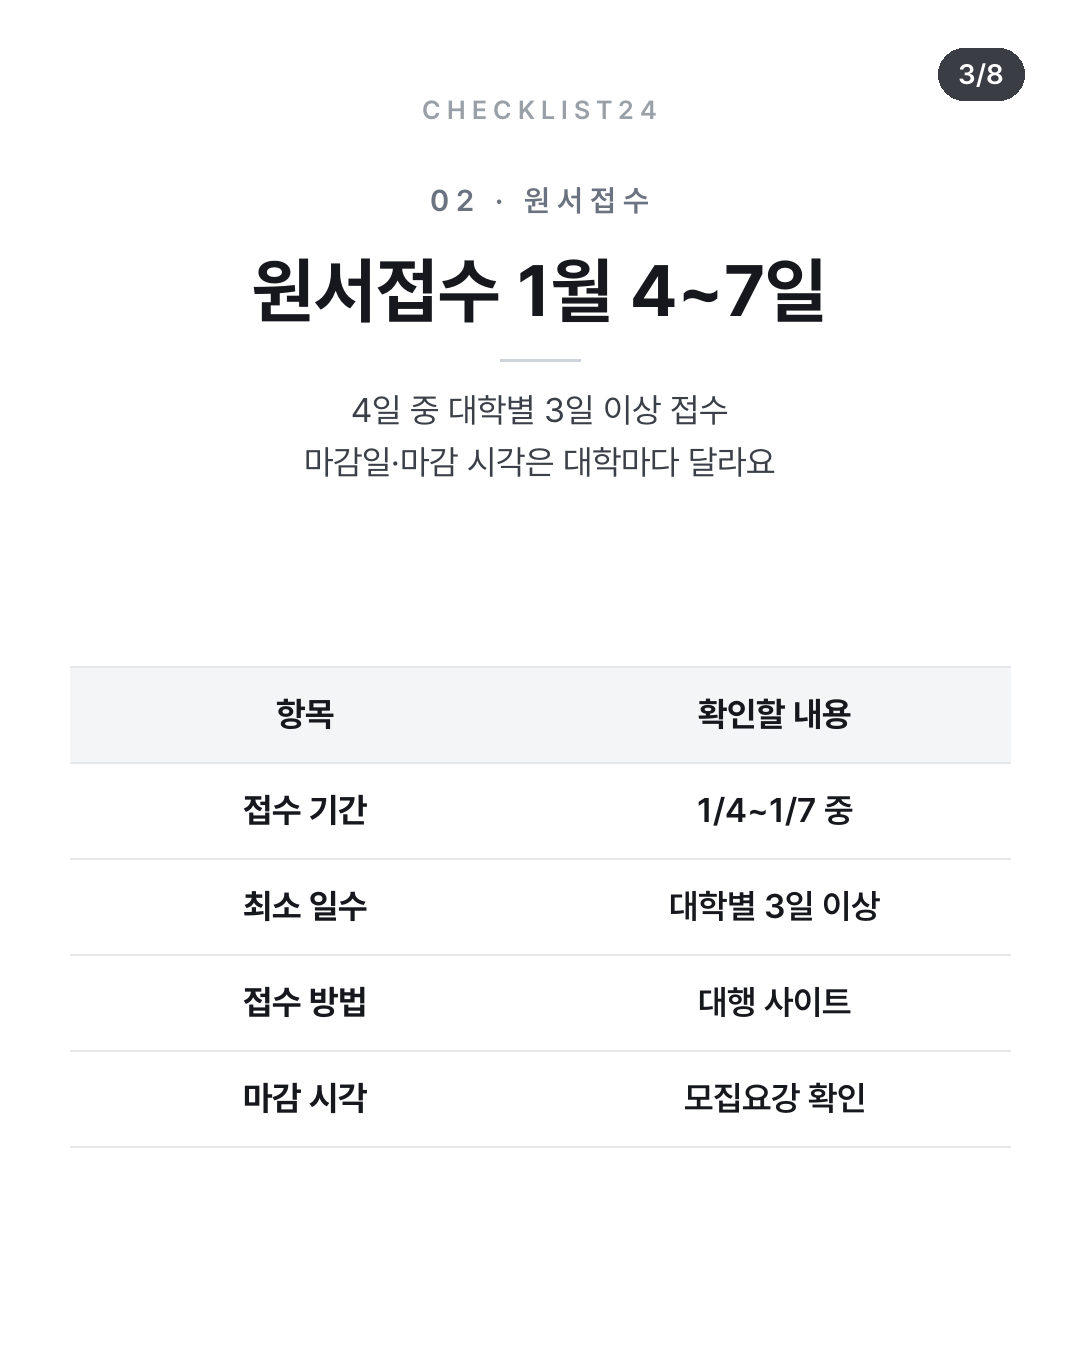 3/8
CHECKLIST24
02 · 원서접수
원서접수 1월 4~7일
4일 중 대학별 3일 이상 접수
마감일·마감 시각은 대학마다 달라요
항목 확인할 내용
접수 기간 1/4~1/7 중
최소 일수 대학별 3일 이상
접수 방법 대행 사이트
마감 시각 모집요강 확인